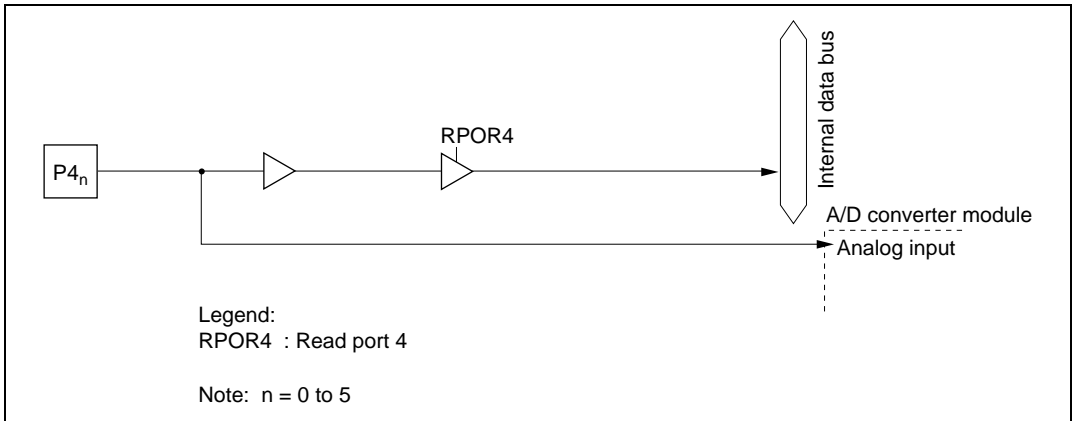 RPOR4
P4n
Internal data bus
A/D converter module
Analog input
Legend:
RPOR4 : Read port 4
Note: n = 0 to 5